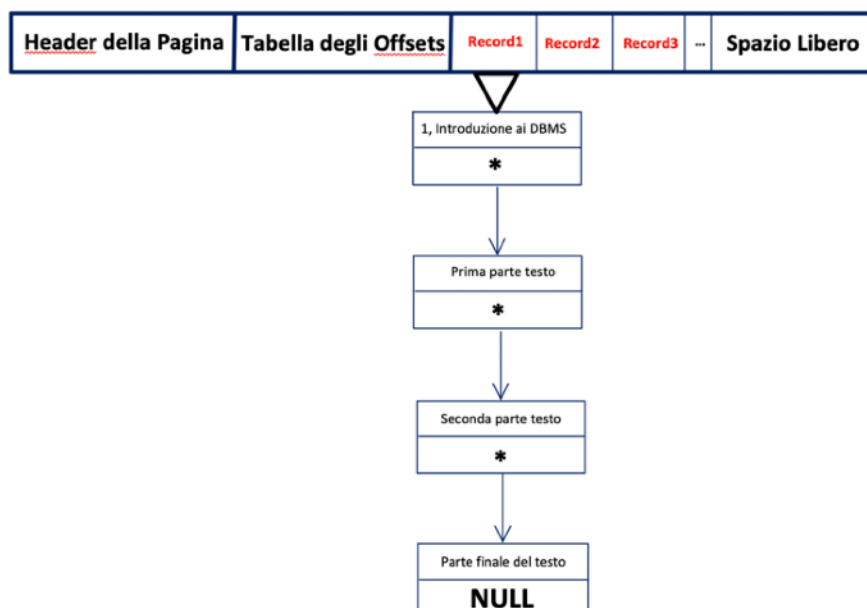 Header della Pagina
Tabella degli Offsets
Record1
Record2
Record3
...
Spazio Libero
1, Introduzione ai DBMS
*
Prima parte testo
*
Seconda parte testo
*
Parte finale del testo
NULL